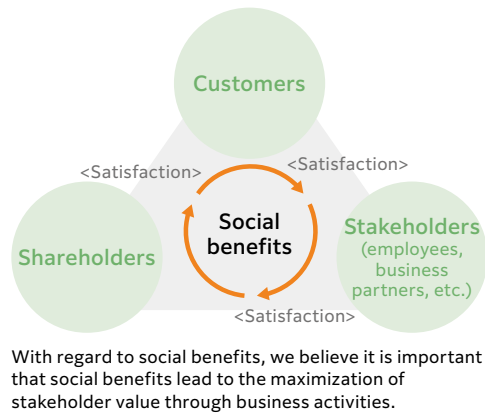 Customers
<Satisfaction>
<Satisfaction>
Social
benefits
Shareholders
Stakeholders
(employees,
business
partners, etc.)
<Satisfaction>
With regard to social benefits, we believe it is important
that social benefits lead to the maximization of
stakeholder value through business activities.